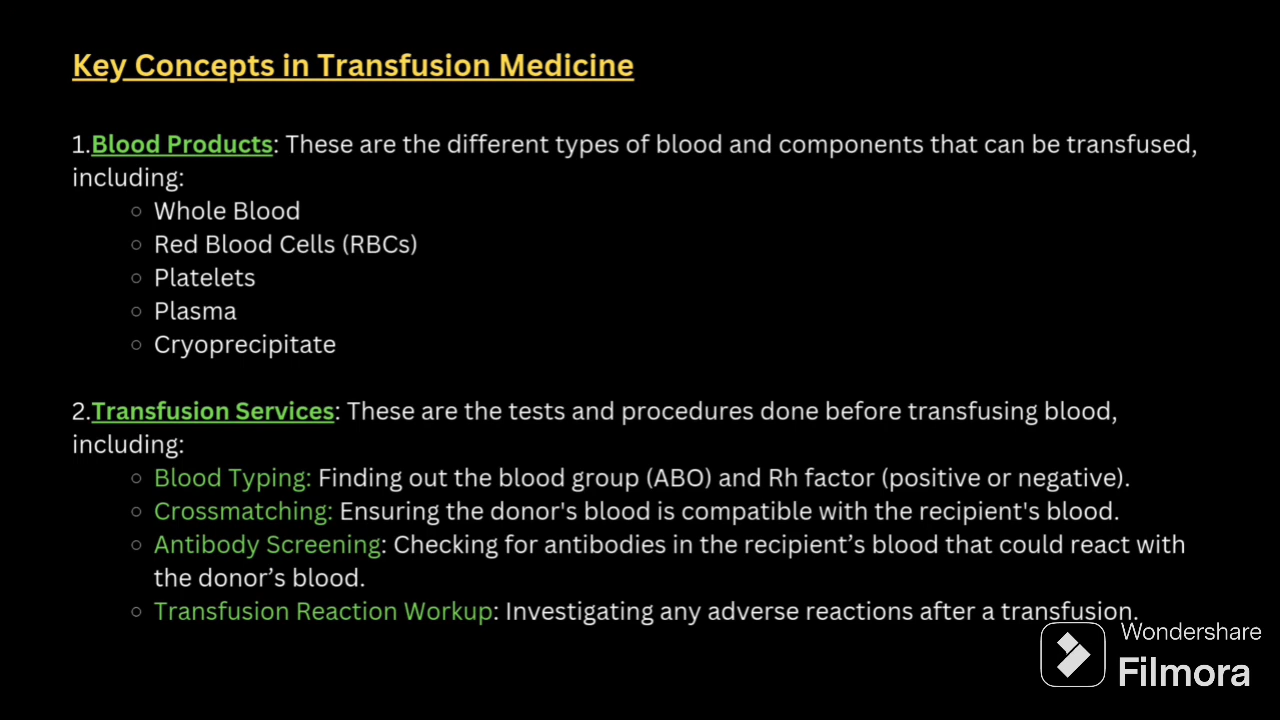 Key Concepts in Transfusion Medicine
1.Blood Products: These are the different types of blood and components that can be transfused,
including:
○ Whole Blood
○ Red Blood Cells (RBCs)
○ Platelets
○ Plasma
○ Cryoprecipitate
2.Transfusion Services: These are the tests and procedures done before transfusing blood,
including:
○ Blood Typing: Finding out the blood group (ABO) and Rh factor (positive or negative).
○ Crossmatching: Ensuring the donor's blood is compatible with the recipient's blood.
○ Antibody Screening: Checking for antibodies in the recipient’s blood that could react with
the donor’s blood.
○ Transfusion Reaction Workup: Investigating any adverse reactions after a transfusion.
Wondershare
Filmora